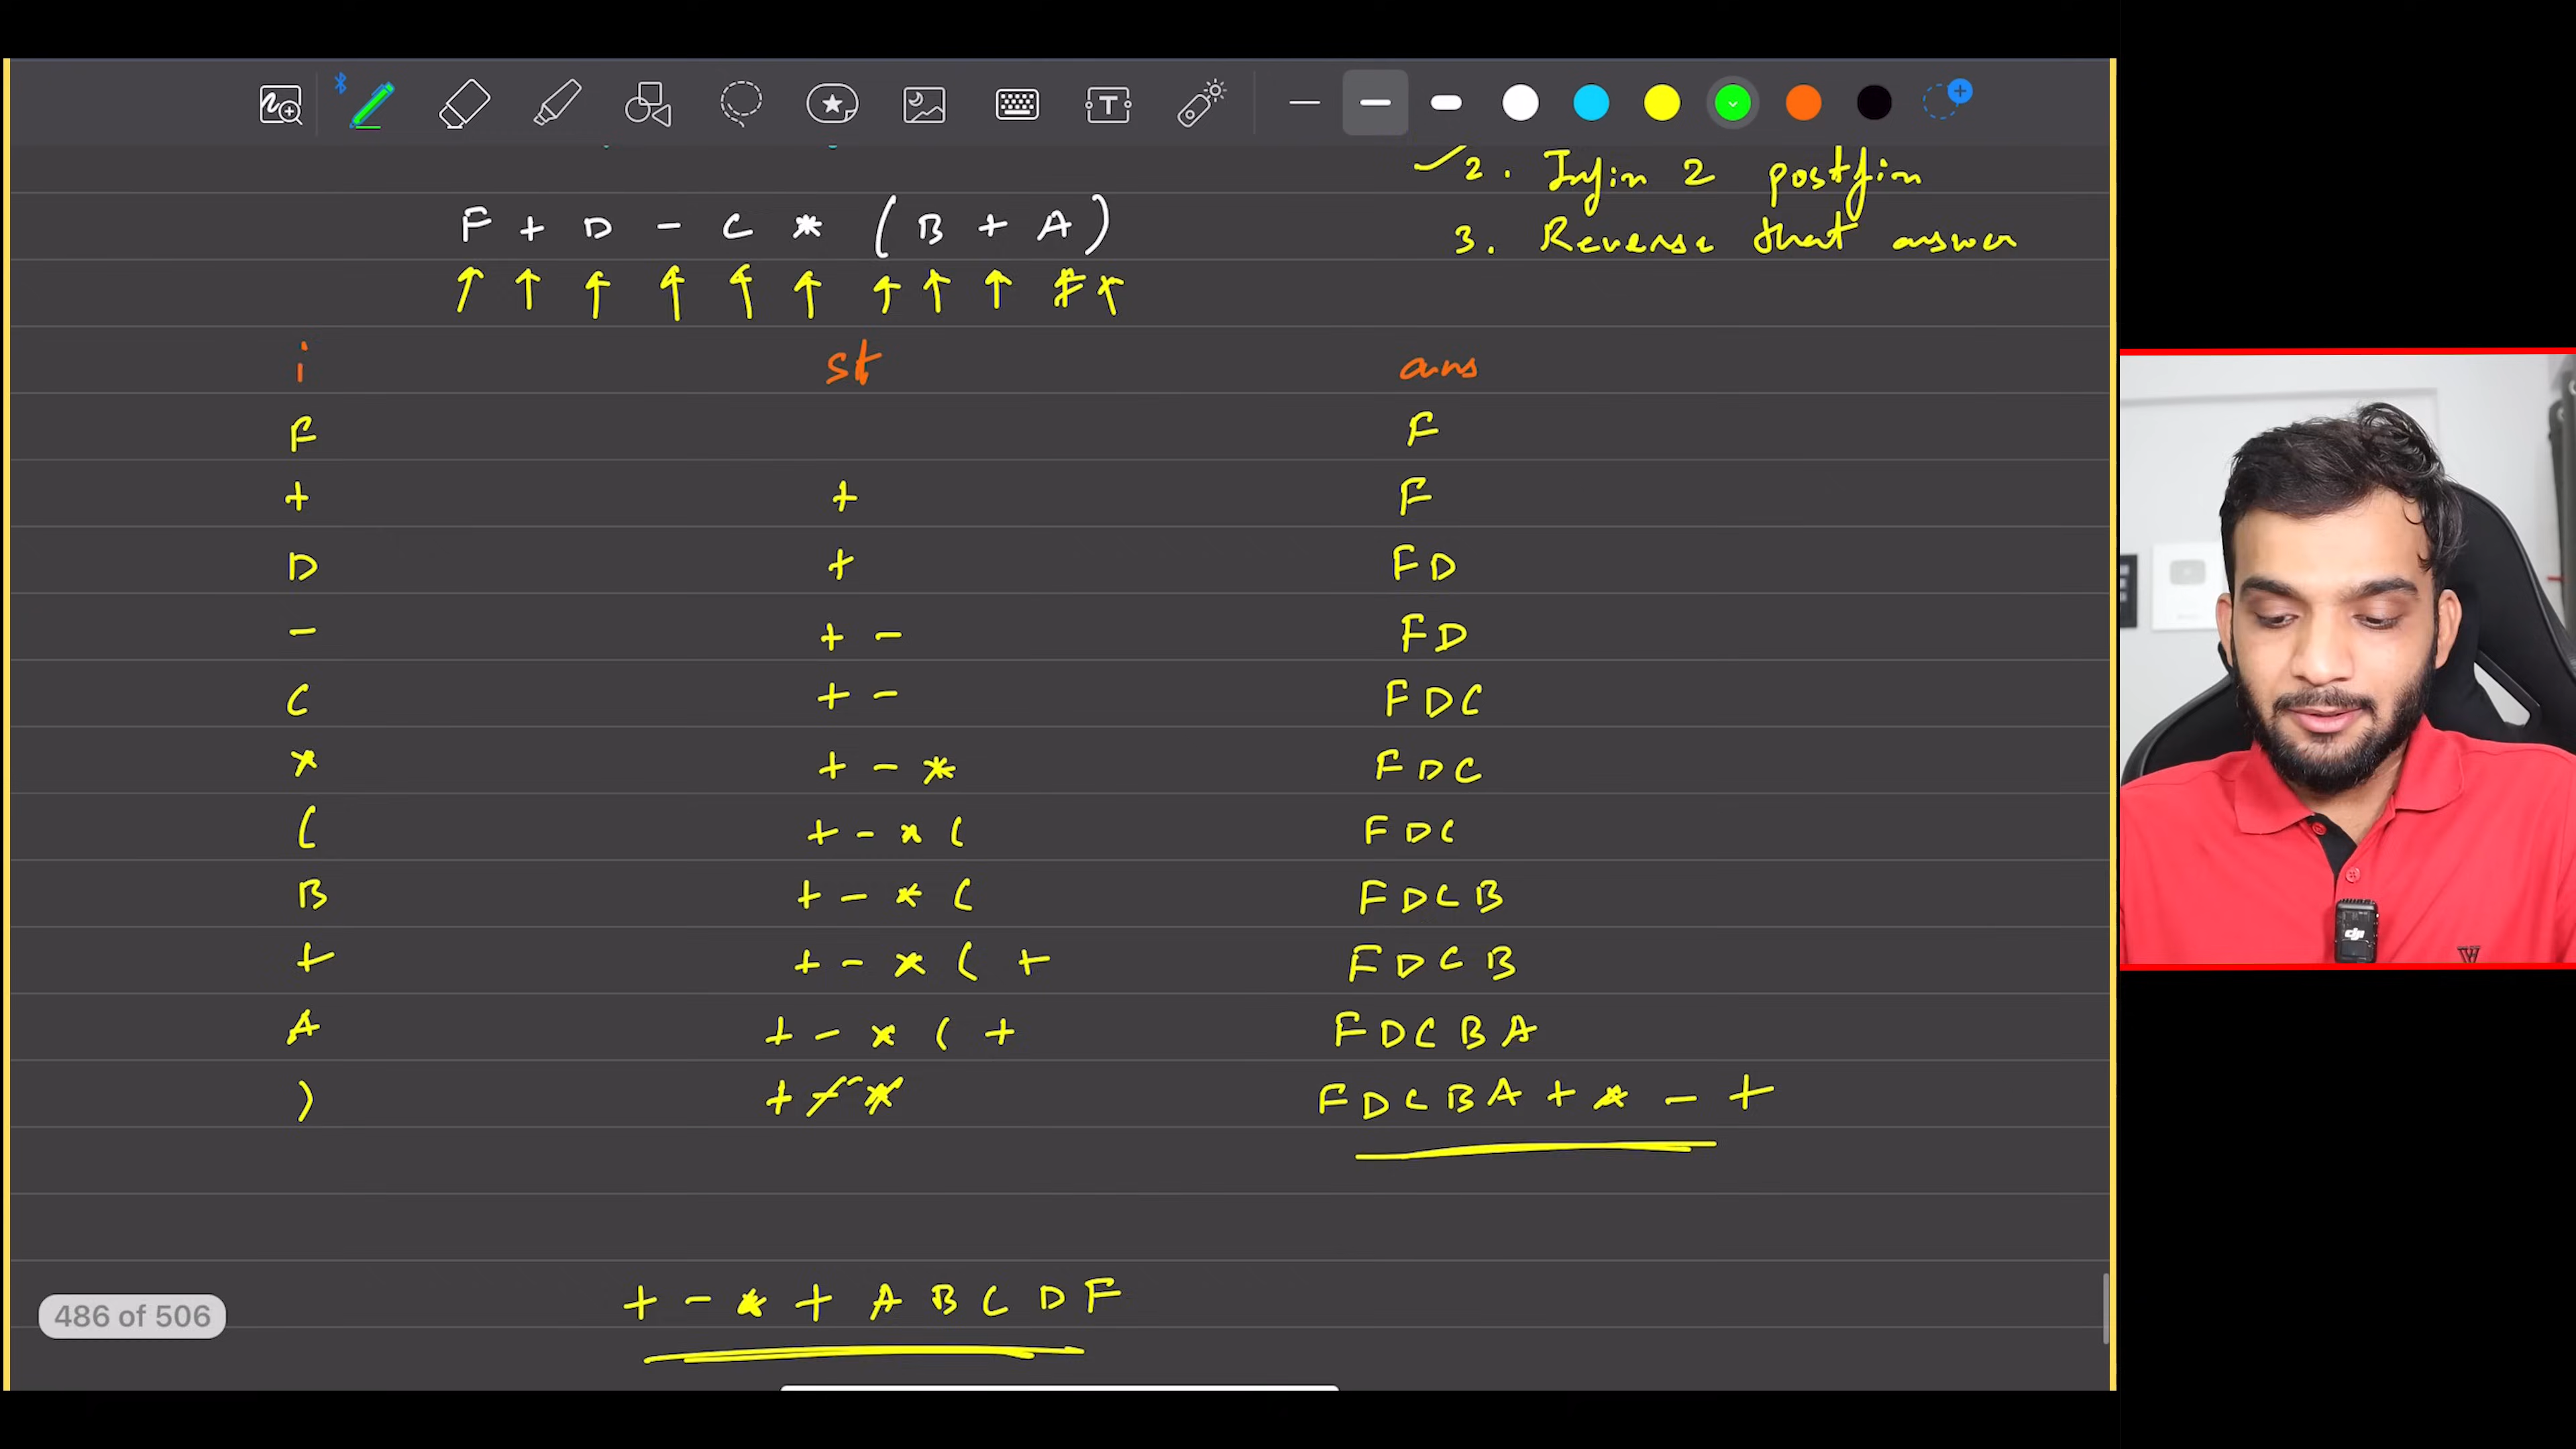 2. Infix 2 postfix
F + D - C * ( B + A )
3. Reverse that answer
↑ ↑ ↑ ↑ ↑ ↑ ↑ ↑ ↑ ↑ ↑
i st ans
F F
+ + F
D + F D
- + - F D
C + - F D C
* + - * F D C
( + - * ( F D C
B + - * ( F D C B
+ + - * ( + F D C B
A + - * ( + F D C B A
) + - * F D C B A + * - +
+ - * + A B C D F
486 of 506